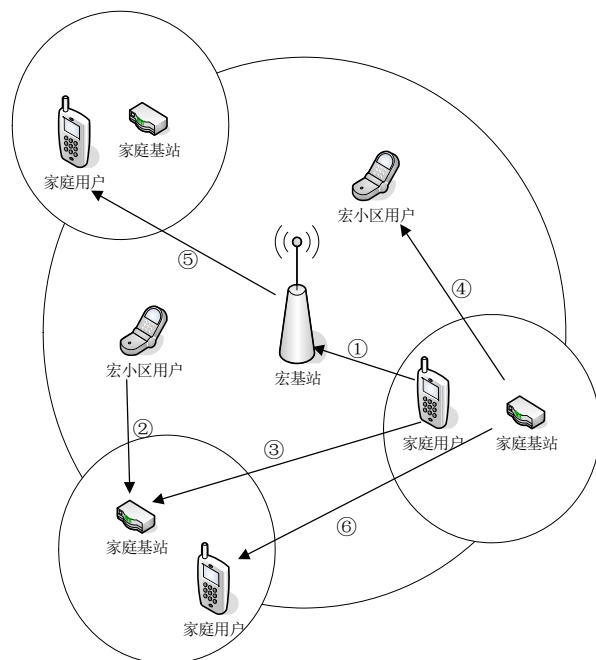 家庭基站
家庭用户
宏小区用户
⑤
④
宏小区用户
宏基站
①
②
③
家庭用户
家庭基站
⑥
家庭基站
家庭用户